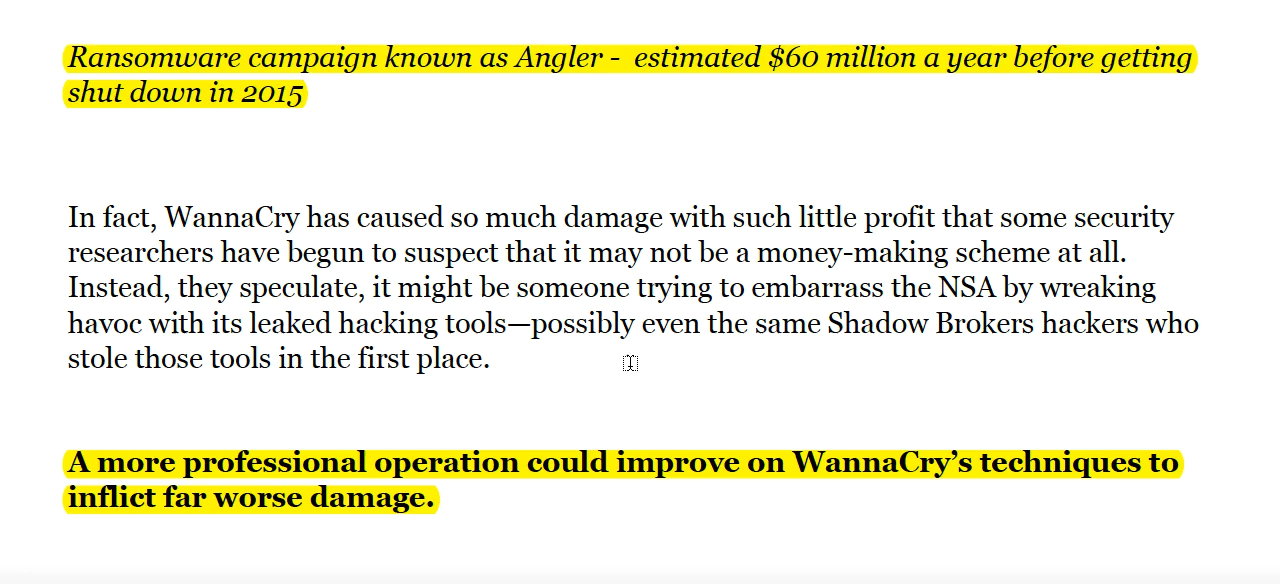 Ransomware campaign known as Angler -  estimated $60 million a year before getting
shut down in 2015
In fact, WannaCry has caused so much damage with such little profit that some security
researchers have begun to suspect that it may not be a money-making scheme at all.
Instead, they speculate, it might be someone trying to embarrass the NSA by wreaking
havoc with its leaked hacking tools—possibly even the same Shadow Brokers hackers who
stole those tools in the first place.
A more professional operation could improve on WannaCry’s techniques to
inflict far worse damage.